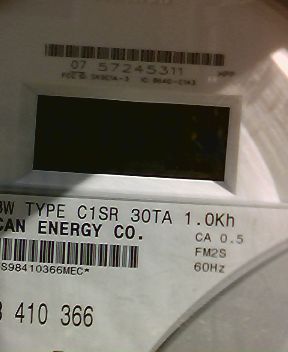 07 57245311
3W TYPE C1SR 30TA 1.0Kh
CAN ENERGY CO.
CA 0.5
FM2S
60Hz
S98410366MEC*
410 366